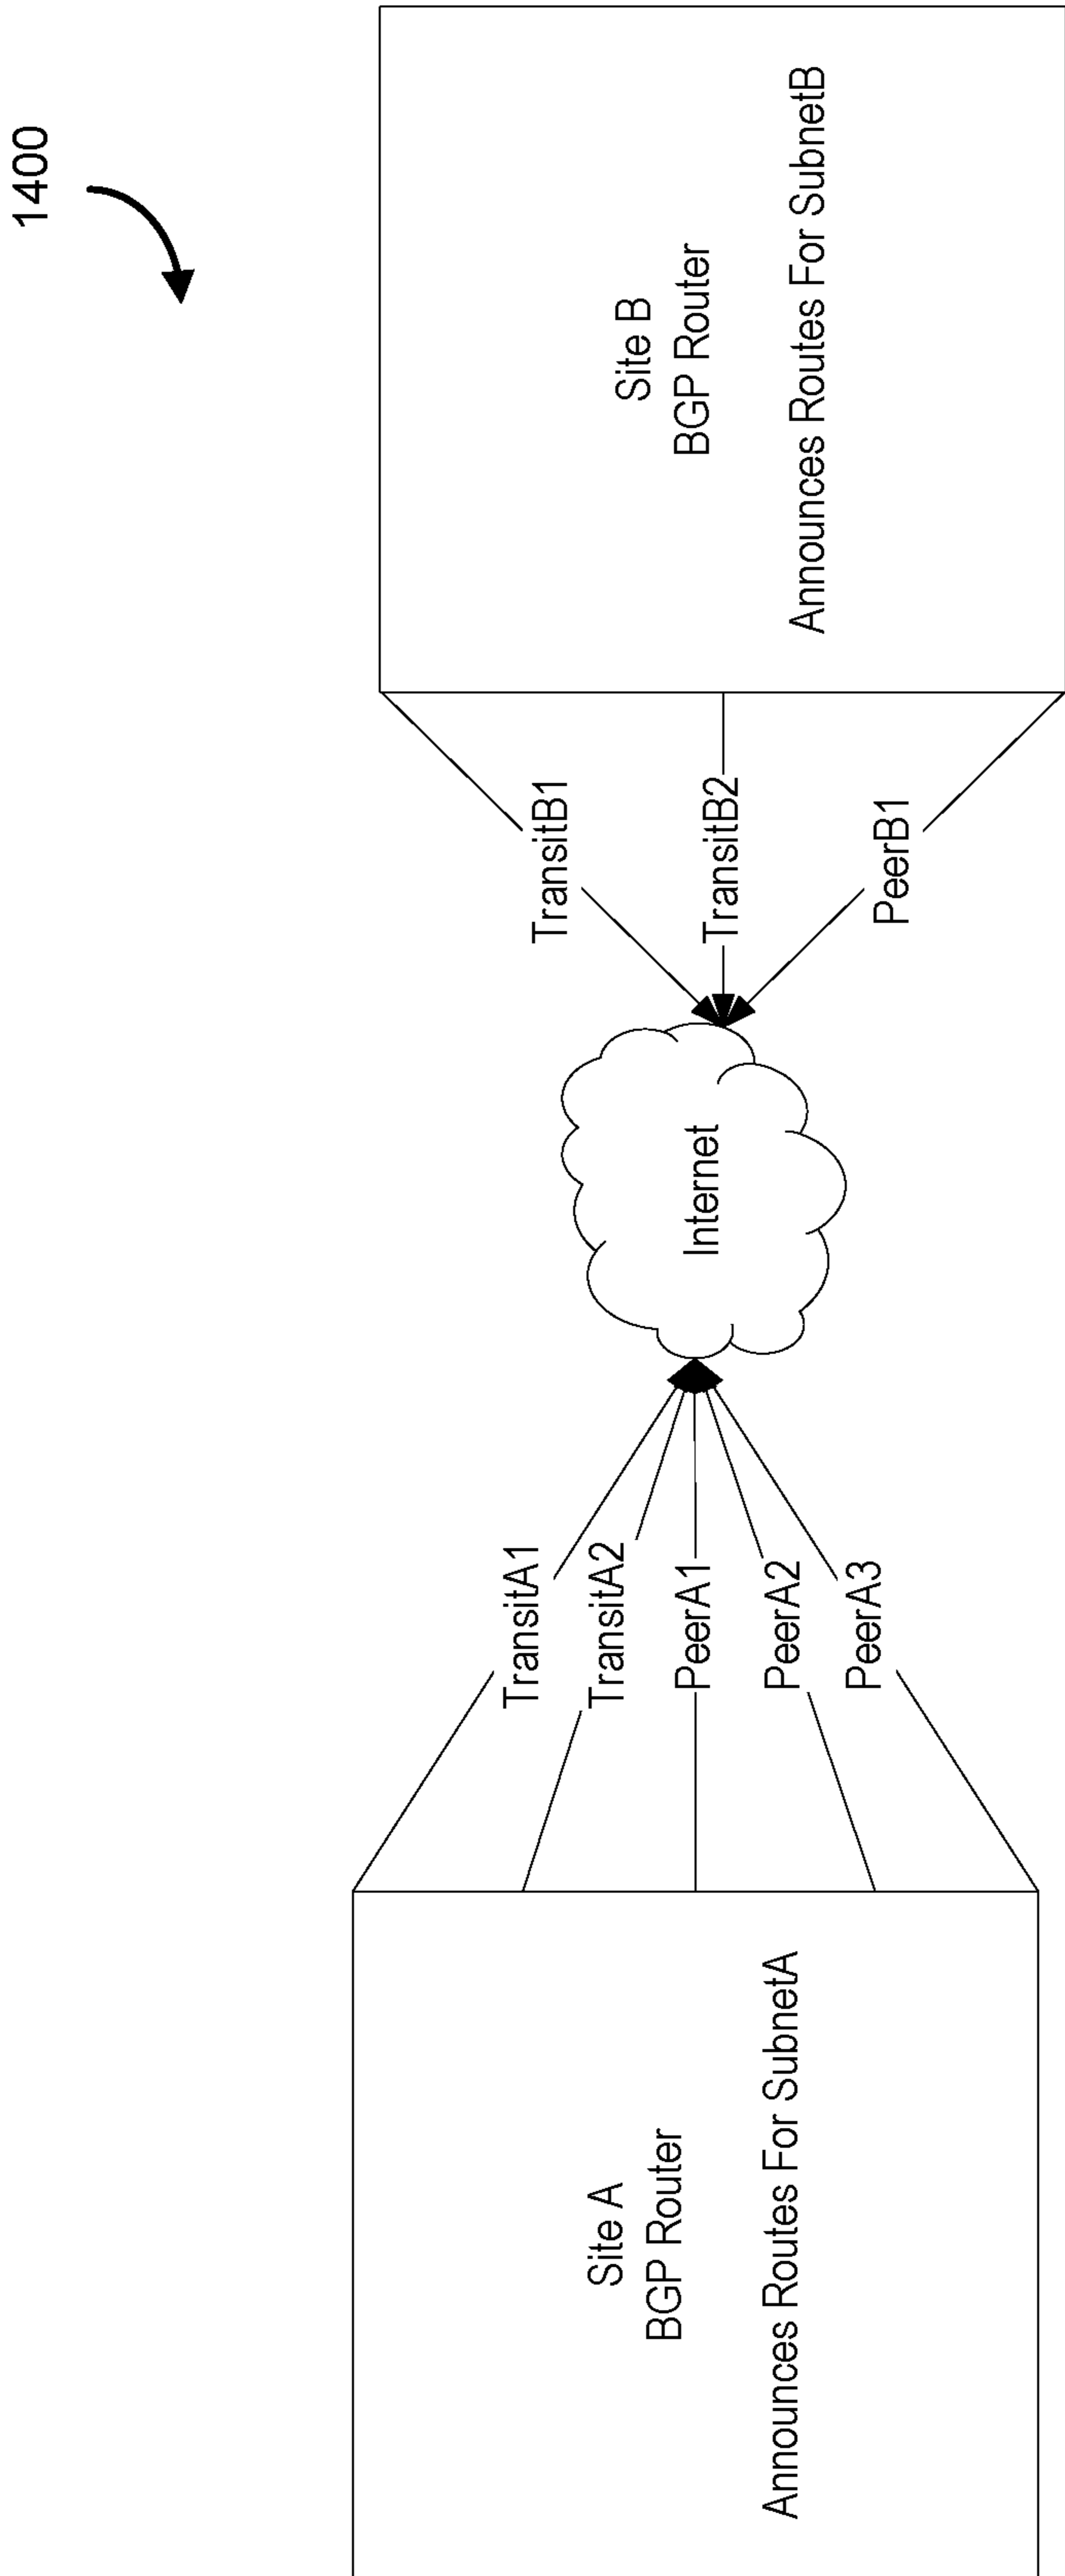 1400
Site A
BGP Router
Announces Routes For SubnetA
TransitA1
TransitA2
PeerA1
PeerA2
PeerA3
Internet
TransitB1
TransitB2
PeerB1
Site B
BGP Router
Announces Routes For SubnetB